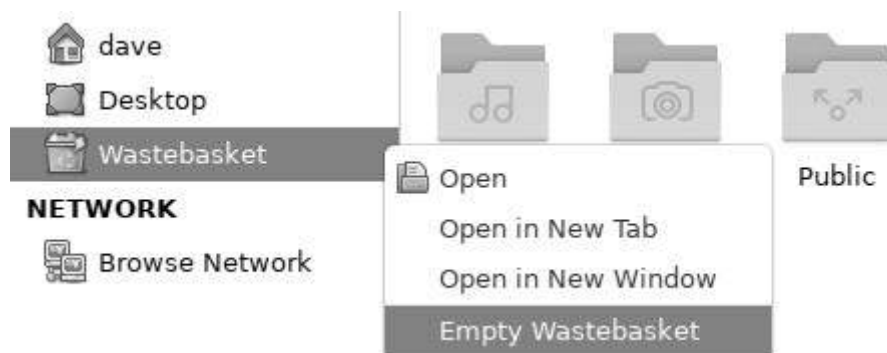 dave
Desktop
Wastebasket
NETWORK
Browse Network
Public
Open
Open in New Tab
Open in New Window
Empty Wastebasket